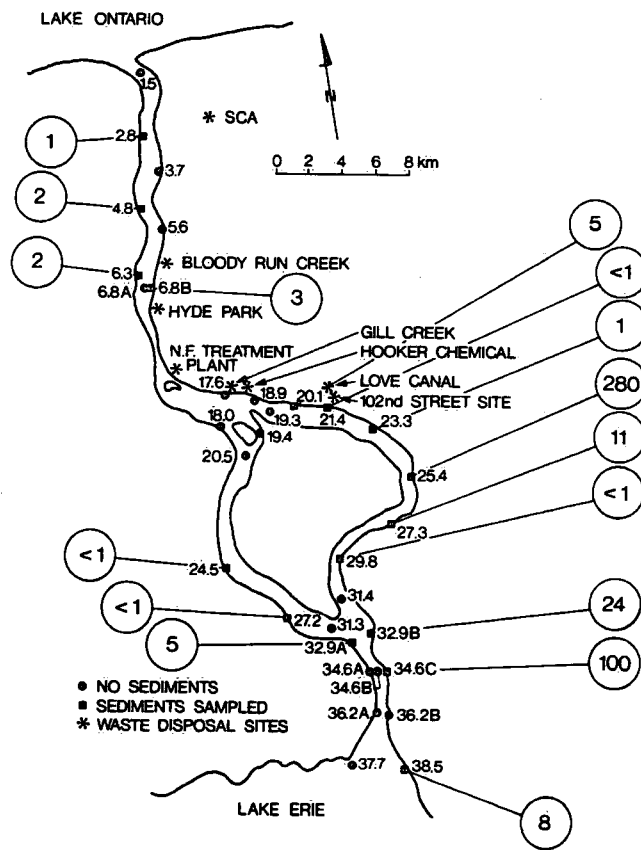 LAKE ONTARIO
1.5
* SCA
N
1
2.8
0 2 4 6 8 km
3.7
2
4.8
5.6
5
<1
* BLOODY RUN CREEK
2
6.3
6.8A
6.8B
3
1
* HYDE PARK
GILL CREEK
HOOKER CHEMICAL
N.F. TREATMENT
* PLANT
LOVE CANAL
102nd STREET SITE
280
17.6
18.9
20.1
19.3
21.4
23.3
18.0
19.4
11
20.5
25.4
27.3
<1
<1
24.5
29.8
<1
27.2
31.4
31.3
32.9B
24
5
32.9A
34.6A
34.6C
100
34.6B
● NO SEDIMENTS
■ SEDIMENTS SAMPLED
* WASTE DISPOSAL SITES
36.2A
36.2B
37.7
38.5
LAKE ERIE
8